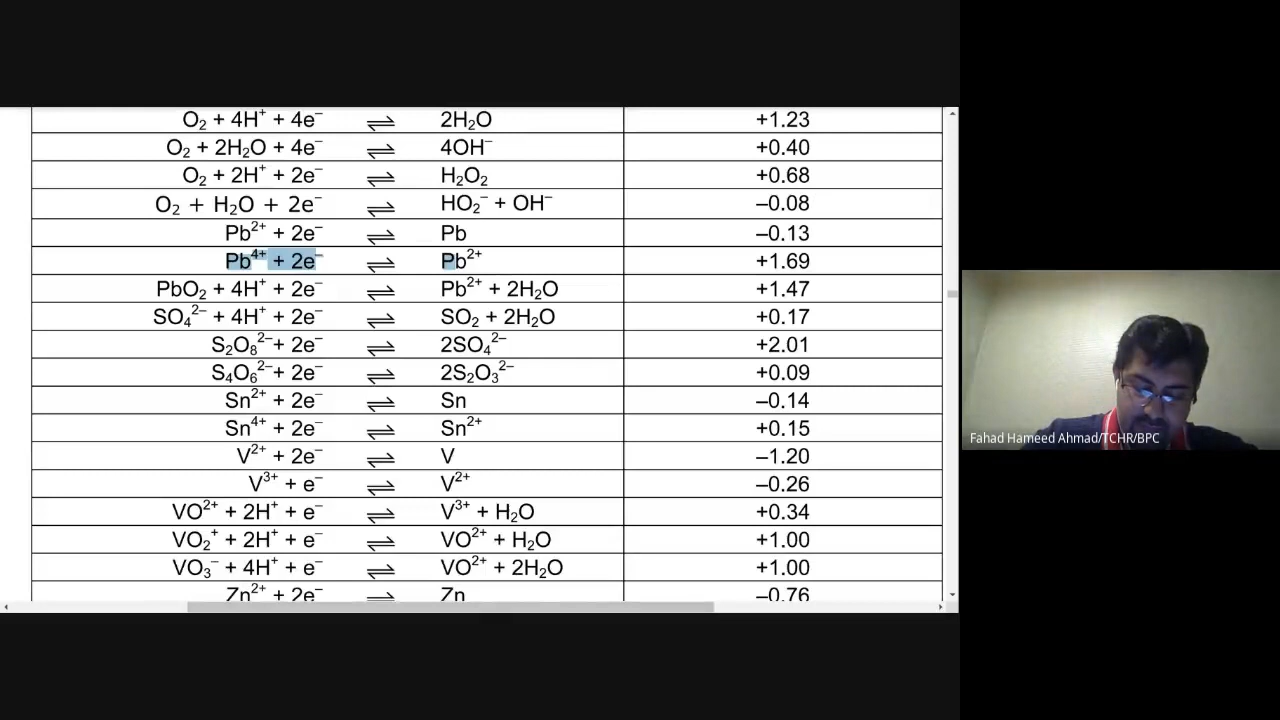 O₂ + 4H⁺ + 4e⁻ ⇌ 2H₂O +1.23
O₂ + 2H₂O + 4e⁻ ⇌ 4OH⁻ +0.40
O₂ + 2H⁺ + 2e⁻ ⇌ H₂O₂ +0.68
O₂ + H₂O + 2e⁻ ⇌ HO₂⁻ + OH⁻ –0.08
Pb²⁺ + 2e⁻ ⇌ Pb –0.13
Pb⁴⁺ + 2e⁻ ⇌ Pb²⁺ +1.69
PbO₂ + 4H⁺ + 2e⁻ ⇌ Pb²⁺ + 2H₂O +1.47
SO₄²⁻ + 4H⁺ + 2e⁻ ⇌ SO₂ + 2H₂O +0.17
S₂O₈²⁻ + 2e⁻ ⇌ 2SO₄²⁻ +2.01
S₄O₆²⁻ + 2e⁻ ⇌ 2S₂O₃²⁻ +0.09
Sn²⁺ + 2e⁻ ⇌ Sn –0.14
Sn⁴⁺ + 2e⁻ ⇌ Sn²⁺ +0.15
V²⁺ + 2e⁻ ⇌ V –1.20
V³⁺ + e⁻ ⇌ V²⁺ –0.26
VO²⁺ + 2H⁺ + e⁻ ⇌ V³⁺ + H₂O +0.34
VO₂⁺ + 2H⁺ + e⁻ ⇌ VO²⁺ + H₂O +1.00
VO₃⁻ + 4H⁺ + e⁻ ⇌ VO²⁺ + 2H₂O +1.00
Zn²⁺ + 2e⁻ ⇌ Zn –0.76
Fahad Hameed Ahmad/TCHR/BPC